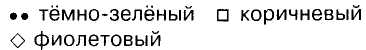 ●● тёмно-зелёный □ коричневый
◇ фиолетовый